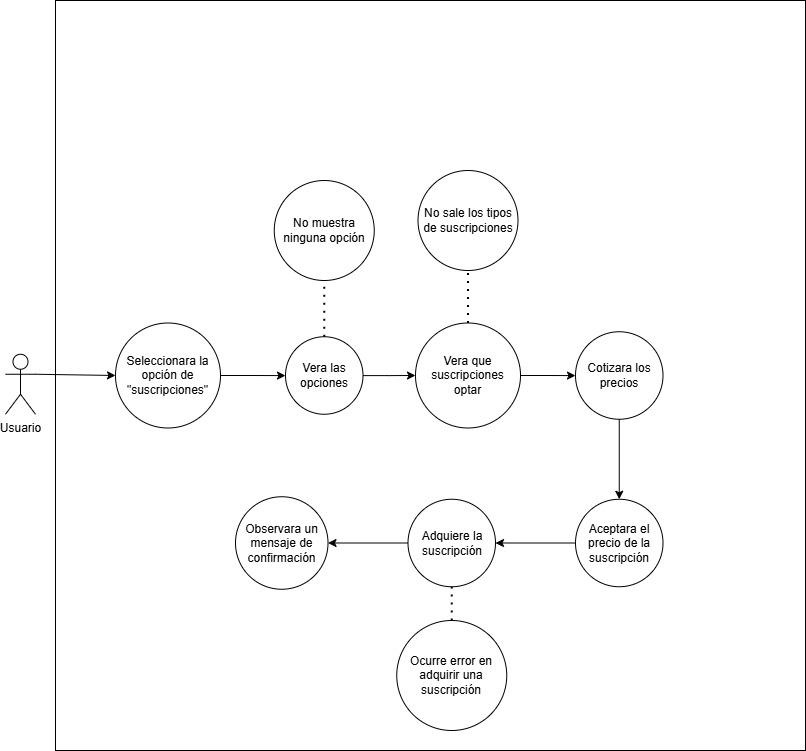 No muestra
ninguna opción
No sale los tipos
de suscripciones
Seleccionara la
opción de
"suscripciones"
Vera las
opciones
Vera que
suscripciones
optar
Cotizara los
precios
Usuario
Observara un
mensaje de
confirmación
Adquiere la
suscripción
Aceptara el
precio de la
suscripción
Ocurre error en
adquirir una
suscripción